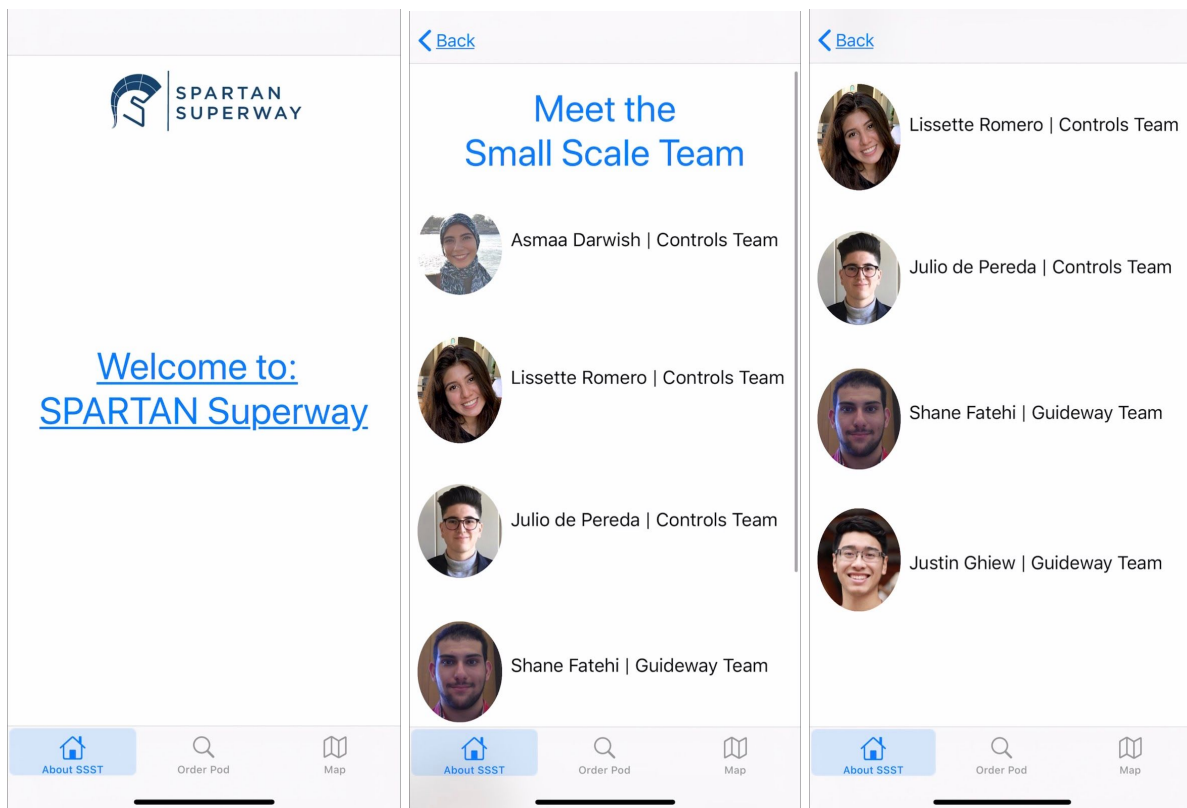 SPARTAN
SUPERWAY
Welcome to:
SPARTAN Superway
About SSST
Order Pod
Map
Back
Meet the
Small Scale Team
Asmaa Darwish | Controls Team
Lissette Romero | Controls Team
Julio de Pereda | Controls Team
Shane Fatehi | Guideway Team
About SSST
Order Pod
Map
Back
Lissette Romero | Controls Team
Julio de Pereda | Controls Team
Shane Fatehi | Guideway Team
Justin Ghiew | Guideway Team
About SSST
Order Pod
Map